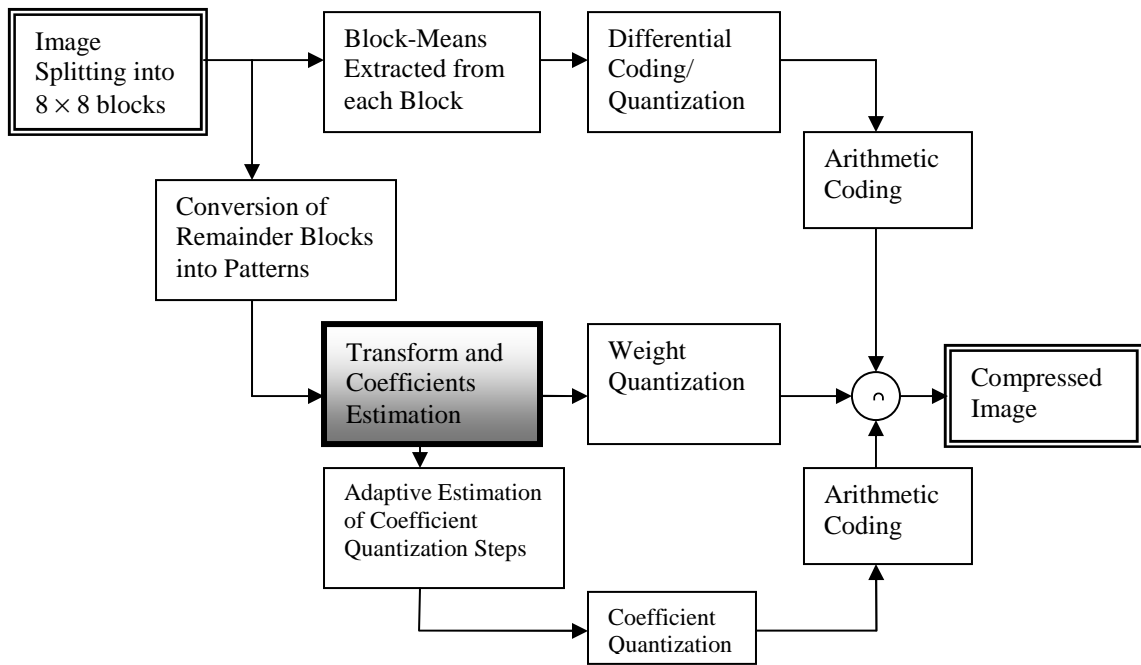 Image
Splitting into
8 × 8 blocks
Block-Means
Extracted from
each Block
Differential
Coding/
Quantization
Arithmetic
Coding
Conversion of
Remainder Blocks
into Patterns
Transform and
Coefficients
Estimation
Weight
Quantization
∩
Compressed
Image
Adaptive Estimation
of Coefficient
Quantization Steps
Arithmetic
Coding
Coefficient
Quantization